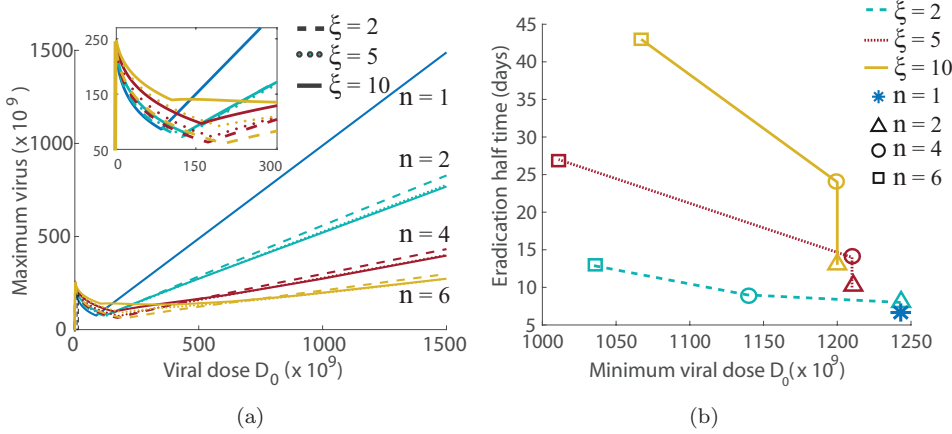 ξ = 2
ξ = 5
ξ = 10
250
150
50
0
150
300
n = 1
n = 2
n = 4
n = 6
1500
1000
500
0
Maximum virus (x 10⁹)
0
500
1000
1500
Viral dose D₀ (x 10⁹)
(a)
ξ = 2
ξ = 5
ξ = 10
n = 1
n = 2
n = 4
n = 6
45
40
35
30
25
20
15
10
5
Eradication half time (days)
1000
1050
1100
1150
1200
1250
Minimum viral dose D₀(x 10⁹)
(b)